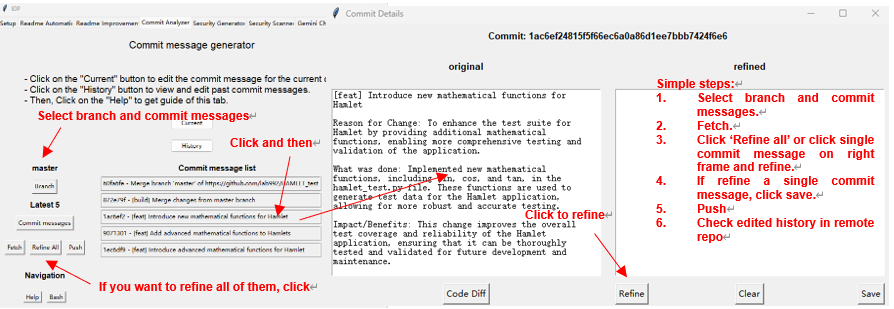 IDP
Setup
Readme Automatic
Readme Improvement
Commit Analyzer
Security Generator
Security Scanner
Gemini Ch
Commit message generator
- Click on the "Current" button to edit the commit message for the current c
- Click on the "History" button to view and edit past commit messages.
- Then, Click on the "Help" to get guide of this tab.
Select branch and commit messages
Current
History
Click and then
master
Branch
Latest 5
Commit messages
Fetch
Refine All
Push
Navigation
Help
Bash
Commit message list
- Merge branch 'master' of
822e79f - (build) Merge changes from master branch
1ac6ef2 - (feat) Introduce new mathematical functions for Hamlet
9071301 - (feat) Add advanced mathematical functions to Hamlets
1ec6df9 - (feat) Introduce advanced mathematical functions for Hamlet
If you want to refine all of them, click
Commit Details
Commit: 1ac6ef24815f5f66ec6a0a86d1ee7bbb7424f6e6
original
[feat] Introduce new mathematical functions for
Hamlet
Reason for Change: To enhance the test suite for
Hamlet by providing additional mathematical
functions, enabling more comprehensive testing and
validation of the application.
What was done: Implemented new mathematical
functions, including sin, cos, and tan, in the
hamlet_test.py file. These functions are used to
generate test data for the Hamlet application,
allowing for more robust and accurate testing.
Impact/Benefits: This change improves the overall
test coverage and reliability of the Hamlet
application, ensuring that it can be thoroughly
tested and validated for future development and
maintenance.
Click to refine
refined
Simple steps:
1. Select branch and commit
messages.
2. Fetch.
3. Click ‘Refine all’ or click single
commit message on right
frame and refine.
4. If refine a single commit
message, click save.
5. Push
6. Check edited history in remote
repo
Code Diff
Refine
Clear
Save